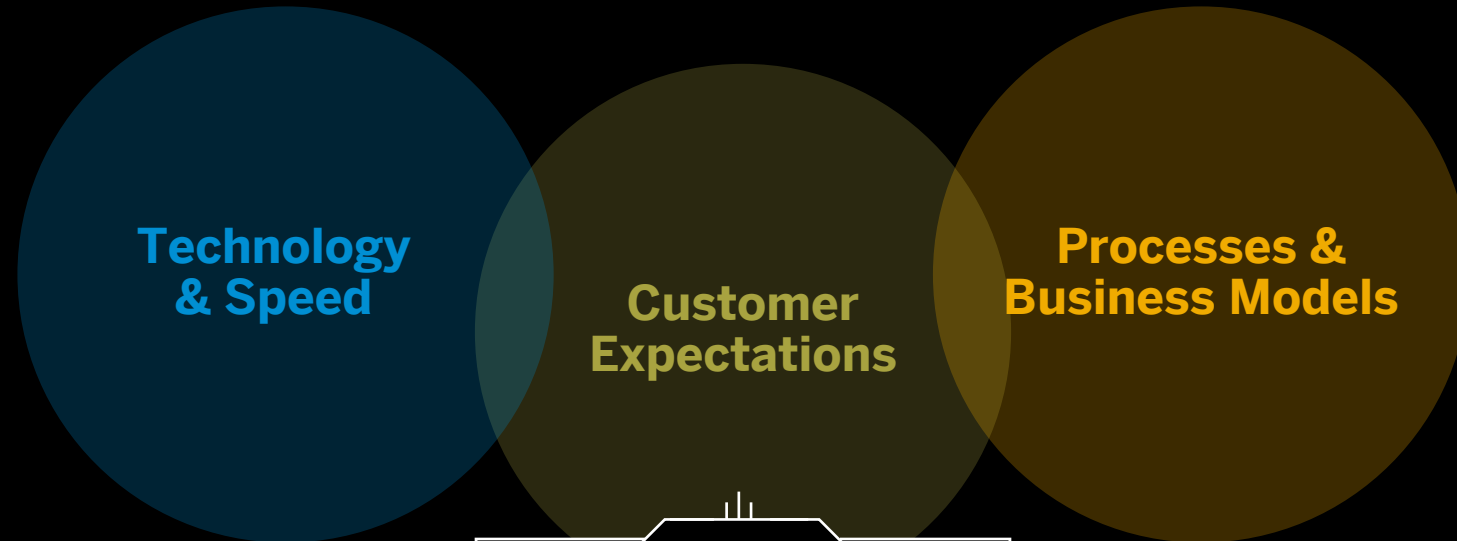 Technology
& Speed
Customer
Expectations
Processes &
Business Models